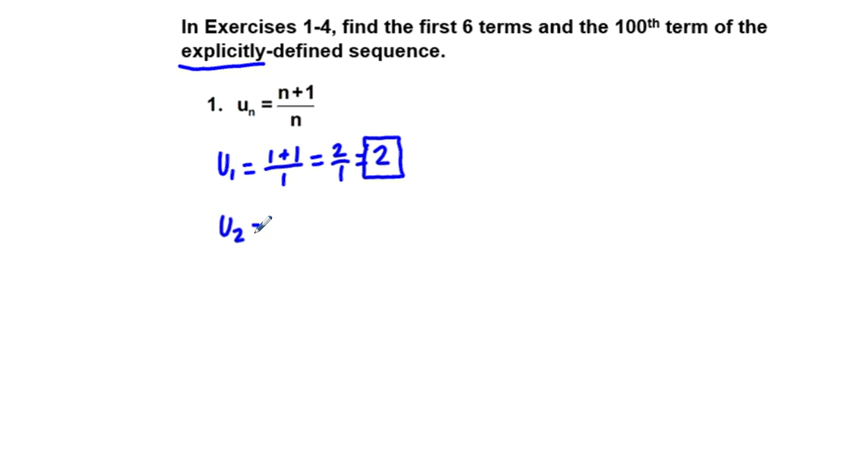 In Exercises 1-4, find the first 6 terms and the 100th term of the
explicitly-defined sequence.
1. un = n+1/n
U1 = 1+1/1 = 2/1 = 2
U2 =